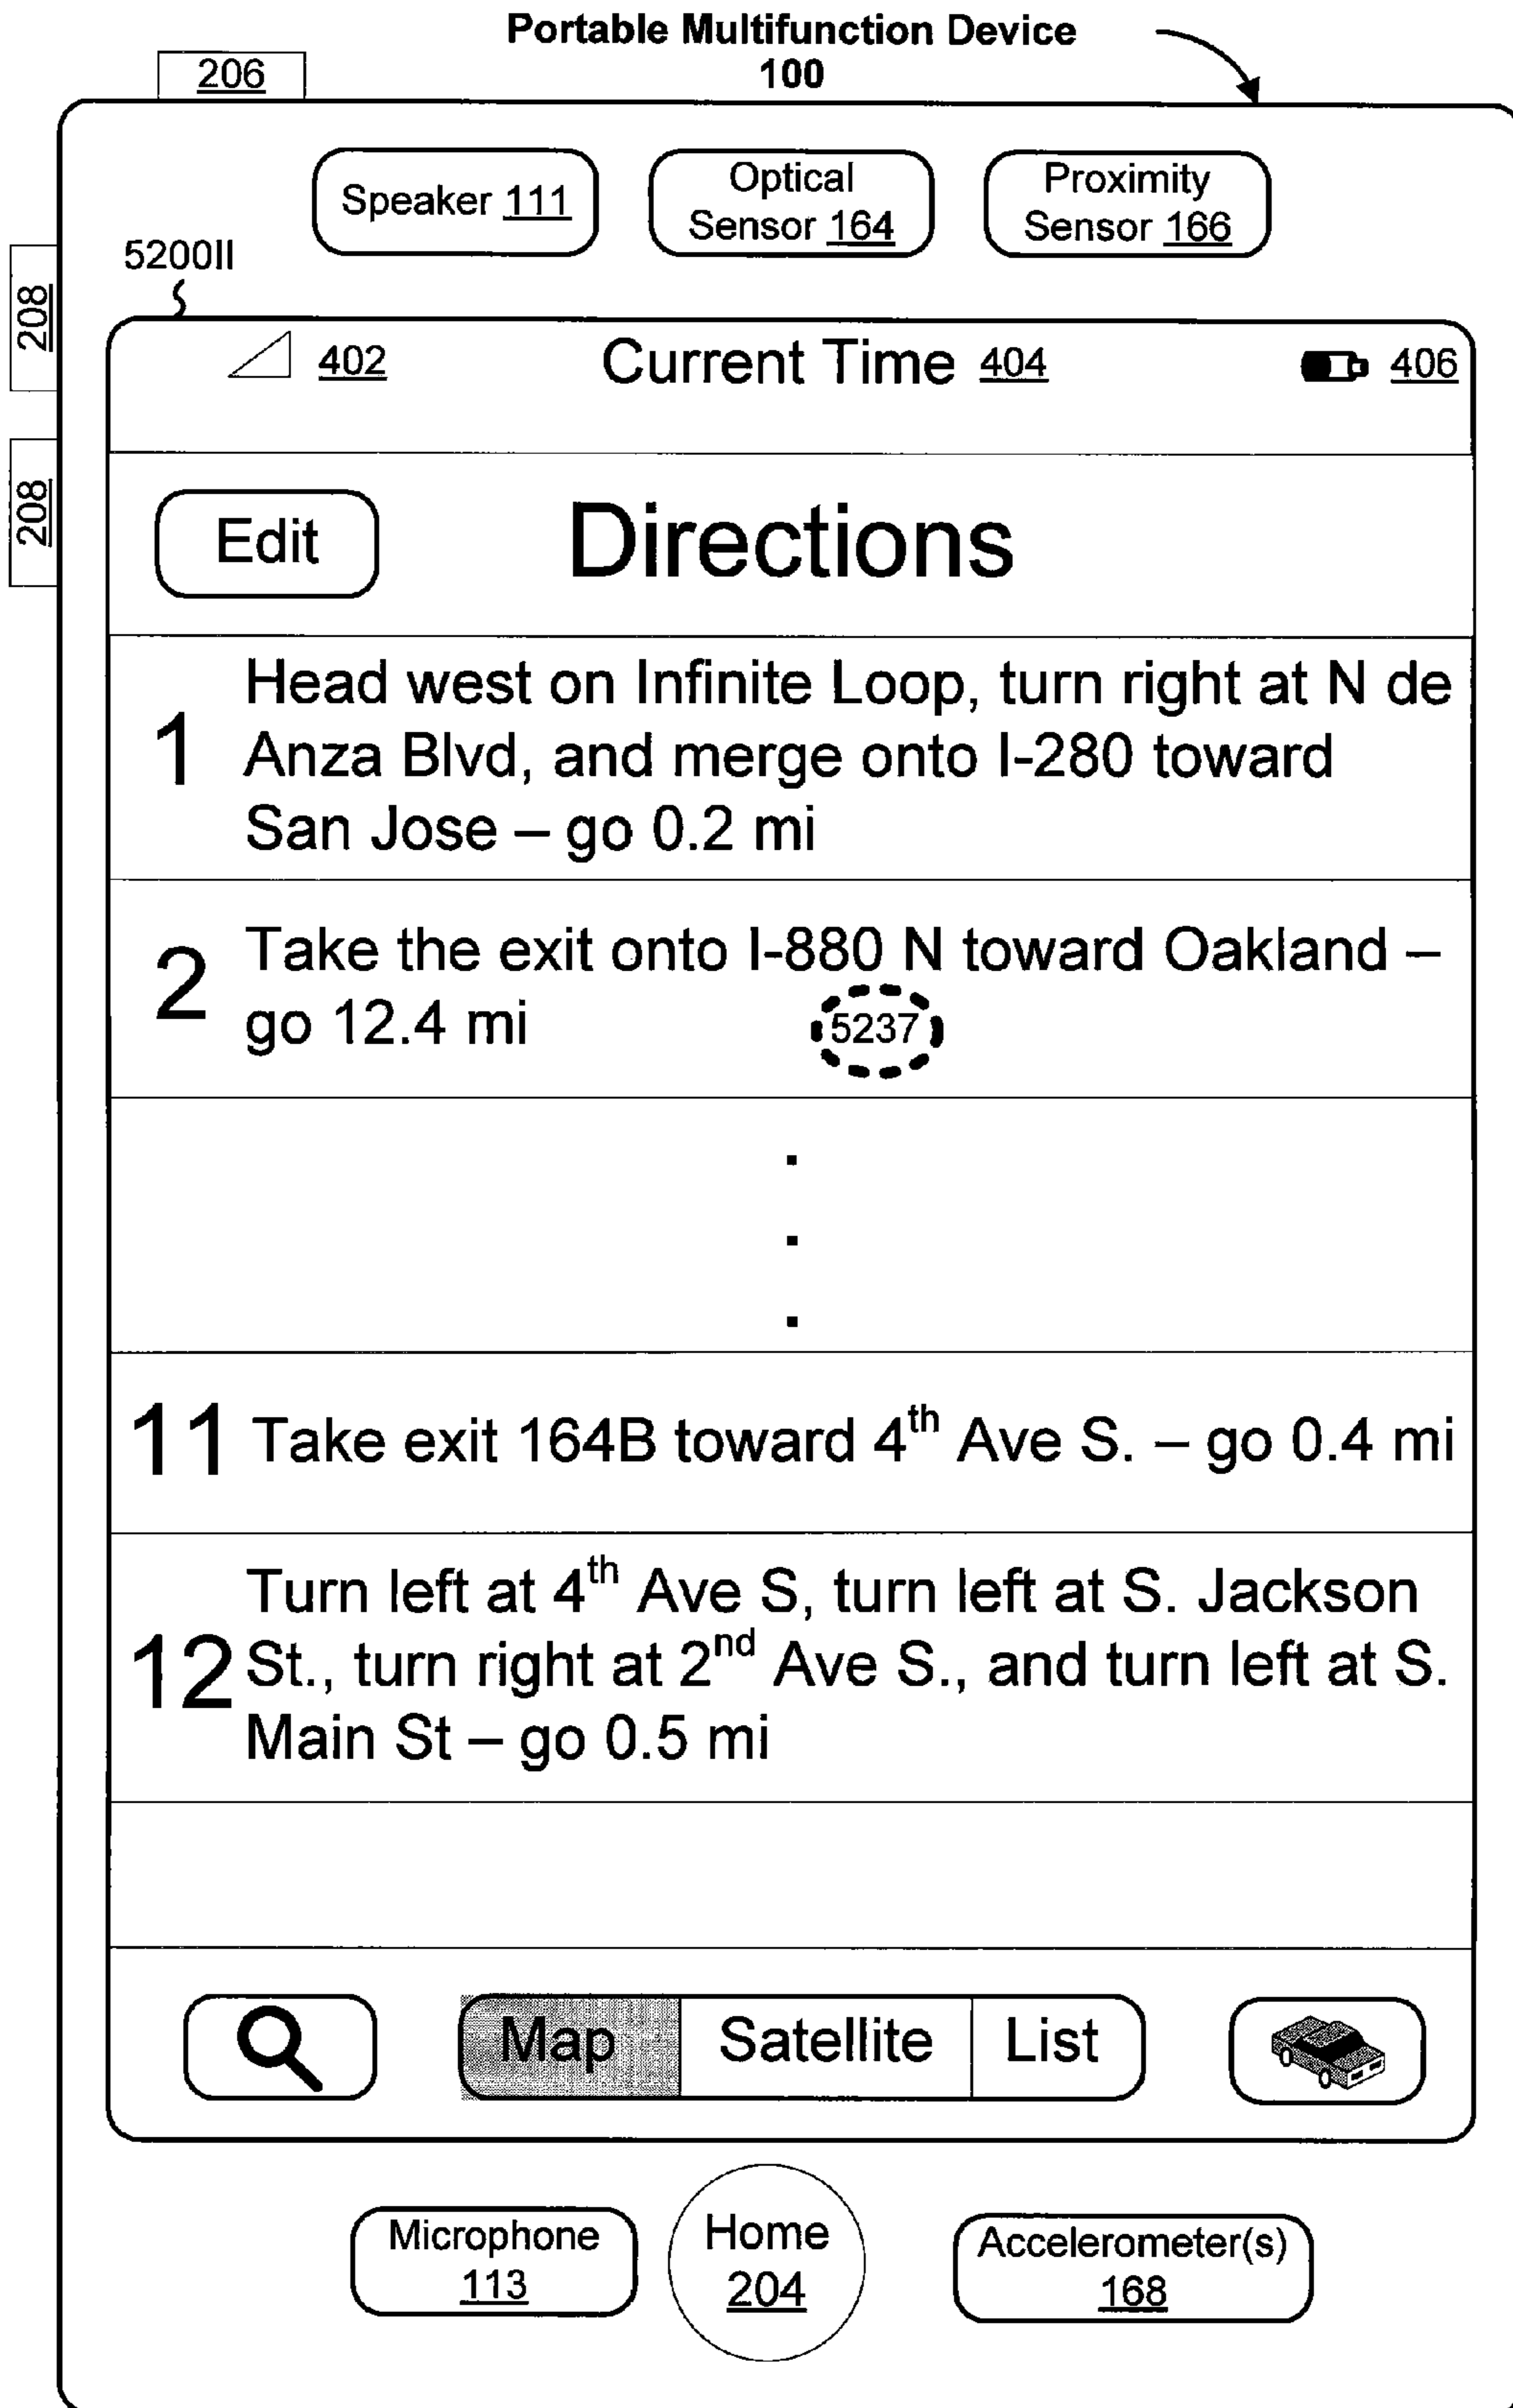 Portable Multifunction Device
100
206
Speaker 111
Optical
Sensor 164
Proximity
Sensor 166
5200II
208
208
402
Current Time 404
406
Edit
Directions
1
Head west on Infinite Loop, turn right at N de
Anza Blvd, and merge onto I-280 toward
San Jose – go 0.2 mi
2
Take the exit onto I-880 N toward Oakland –
go 12.4 mi
5237
11 Take exit 164B toward 4th Ave S. – go 0.4 mi
12
Turn left at 4th Ave S, turn left at S. Jackson
St., turn right at 2nd Ave S., and turn left at S.
Main St – go 0.5 mi
Map
Satellite
List
Microphone
113
Home
204
Accelerometer(s)
168